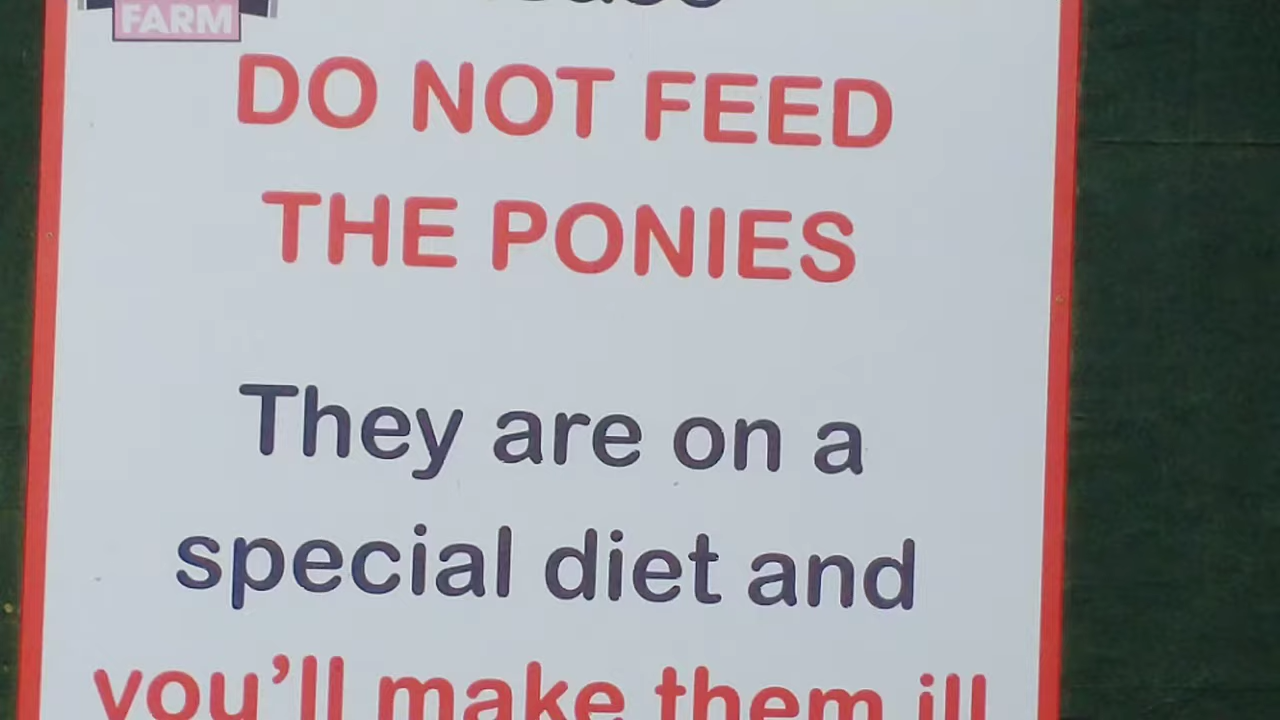 FARM
DO NOT FEED
THE PONIES
They are on a
special diet and
you'll make them ill